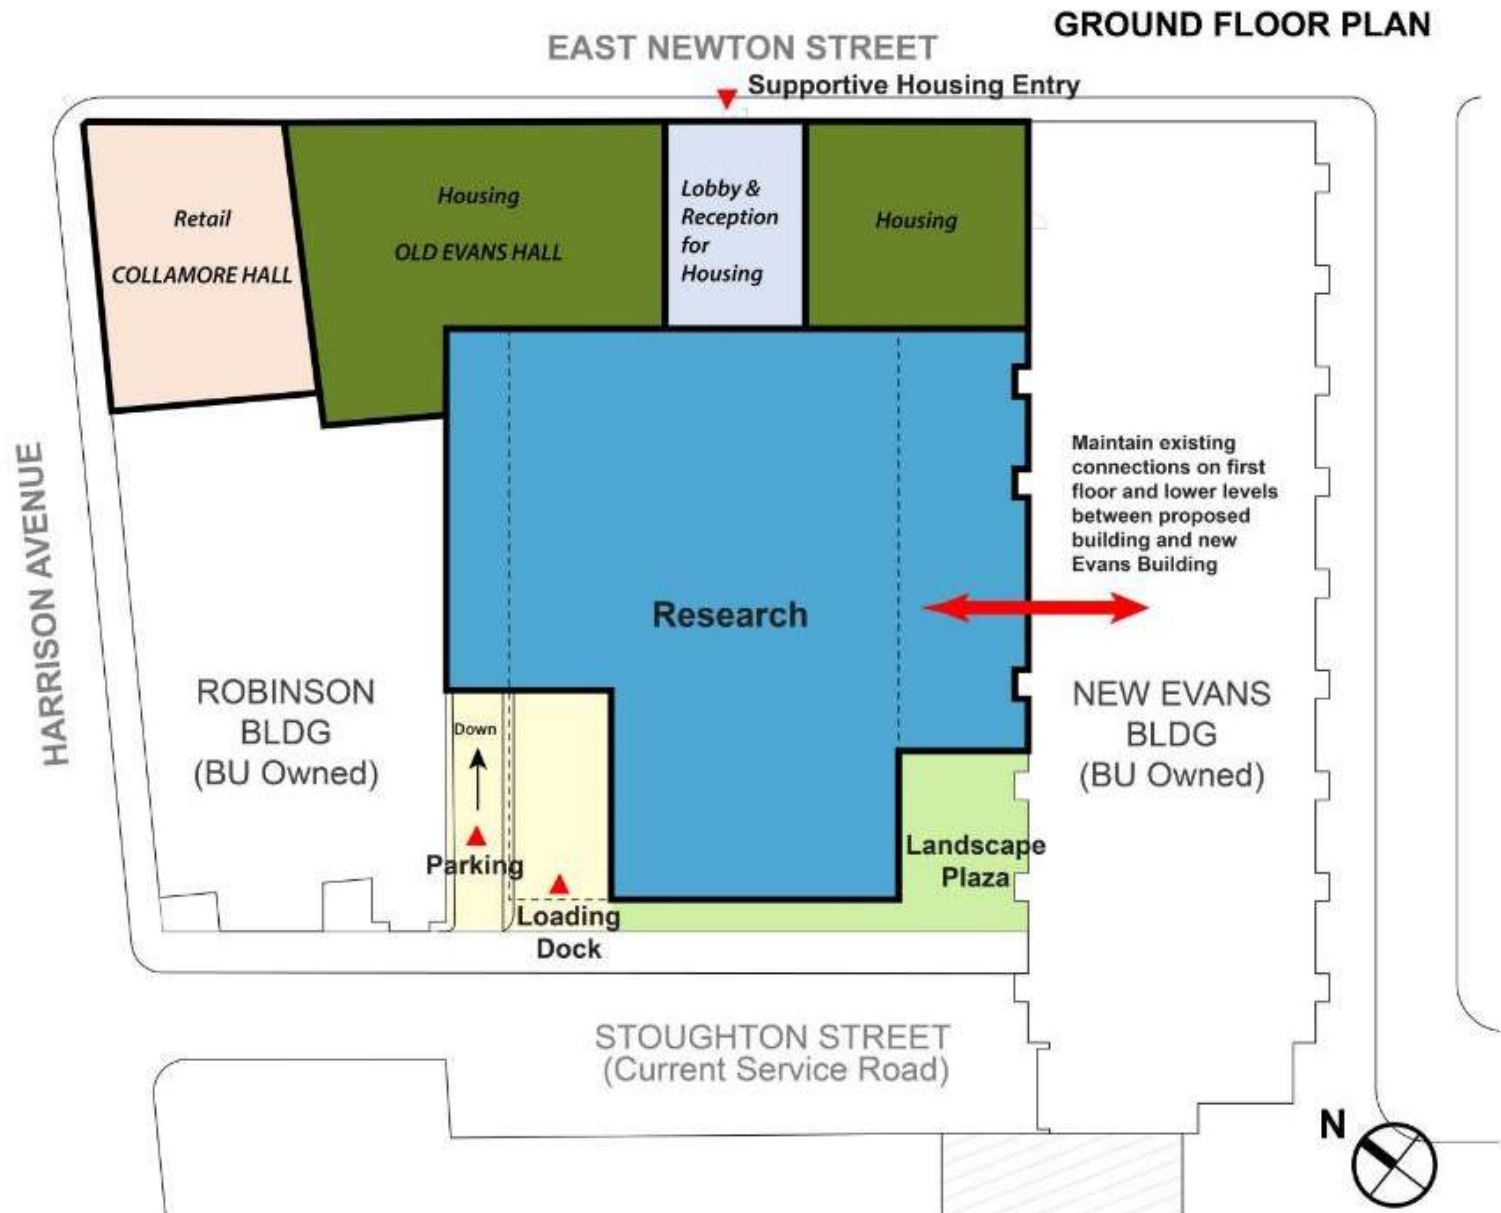 GROUND FLOOR PLAN
EAST NEWTON STREET
Supportive Housing Entry
Retail
COLLAMORE HALL
Housing
OLD EVANS HALL
Lobby &
Reception
for
Housing
Housing
HARRISON AVENUE
Maintain existing
connections on first
floor and lower levels
between proposed
building and new
Evans Building
Research
ROBINSON
BLDG
(BU Owned)
NEW EVANS
BLDG
(BU Owned)
Down
Parking
Loading
Dock
Landscape
Plaza
STOUGHTON STREET
(Current Service Road)
N